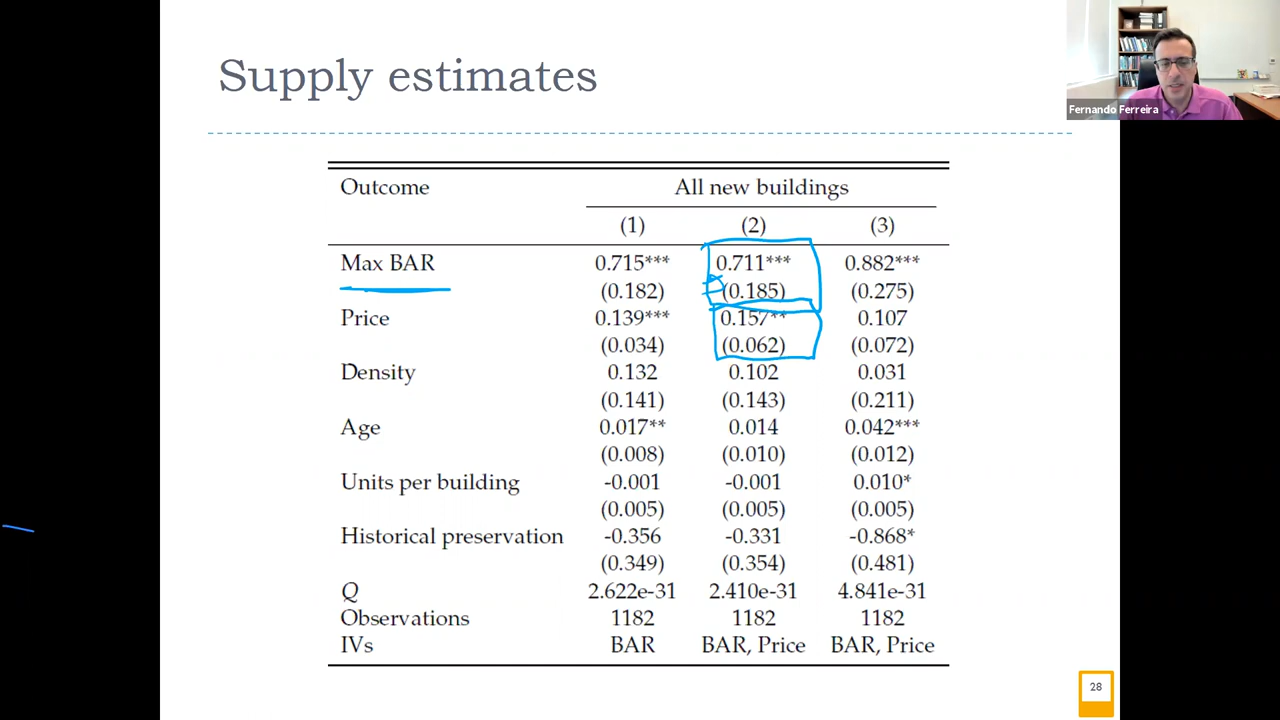 Supply estimates
Fernando Ferreira
Outcome All new buildings
(1) (2) (3)
Max BAR 0.715*** 0.711*** 0.882***
(0.182) (0.185) (0.275)
Price 0.139*** 0.157** 0.107
(0.034) (0.062) (0.072)
Density 0.132 0.102 0.031
(0.141) (0.143) (0.211)
Age 0.017** 0.014 0.042***
(0.008) (0.010) (0.012)
Units per building -0.001 -0.001 0.010*
(0.005) (0.005) (0.005)
Historical preservation -0.356 -0.331 -0.868*
(0.349) (0.354) (0.481)
Q 2.622e-31 2.410e-31 4.841e-31
Observations 1182 1182 1182
IVs BAR BAR, Price BAR, Price
28